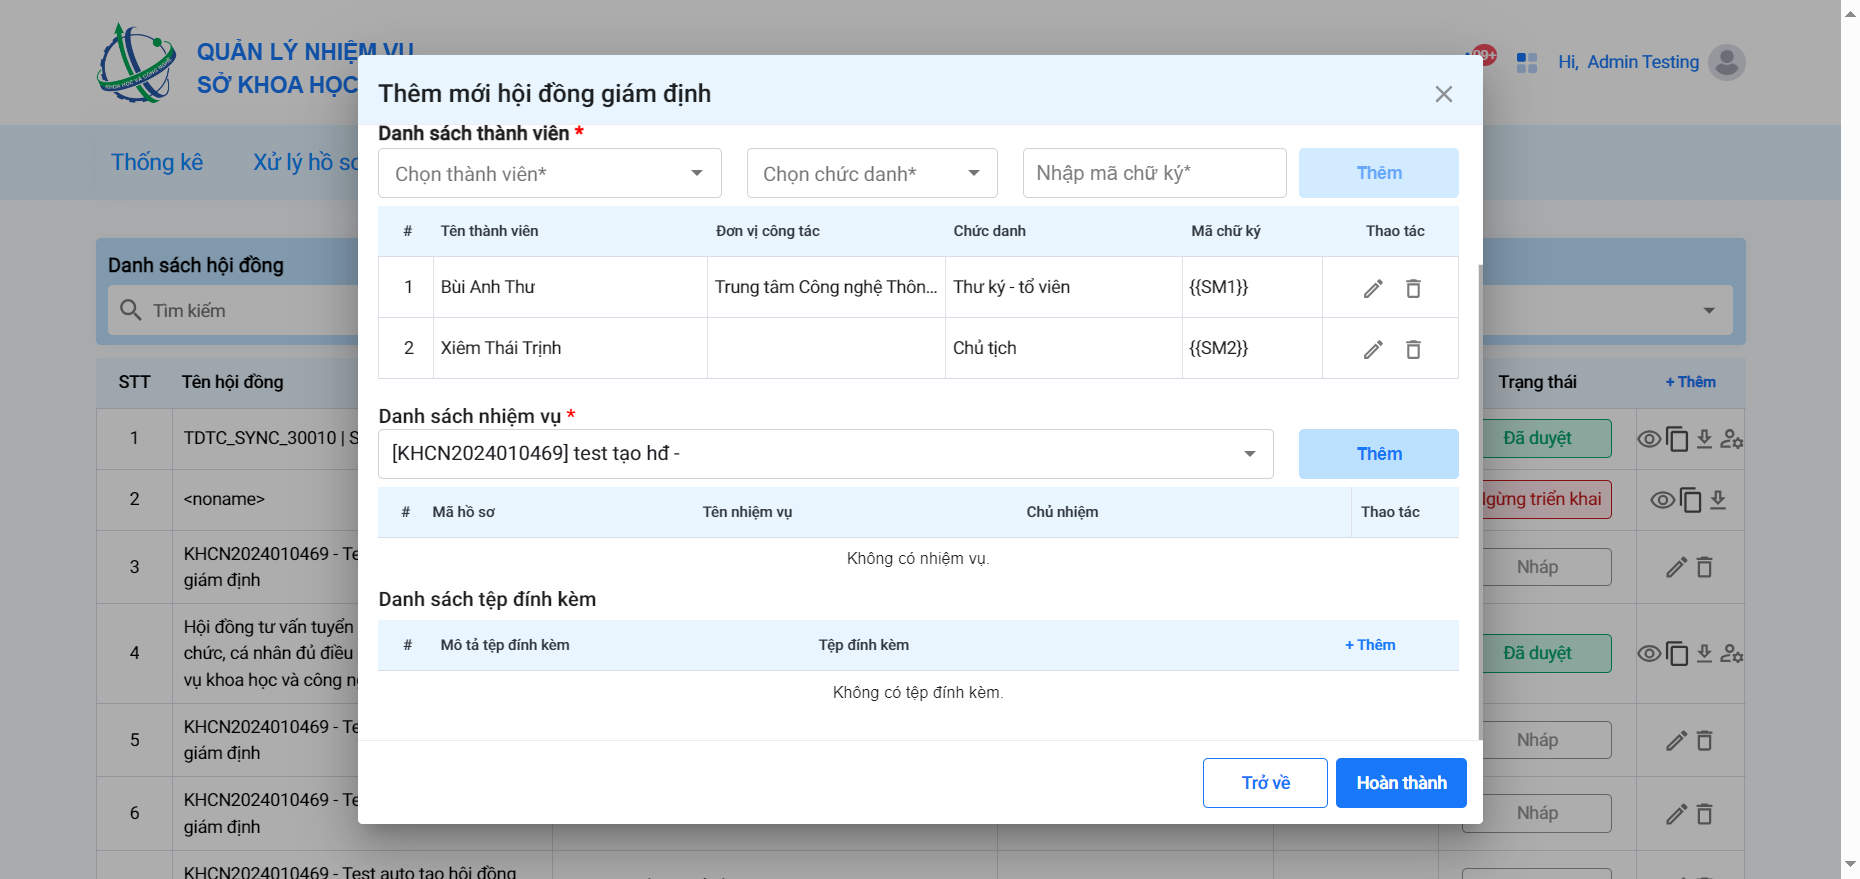 QUẢN LÝ NHIỆM VỤ
SỞ KHOA HỌC
99+
Hi, Admin Testing
Thống kê
Xử lý hồ sơ
Thêm mới hội đồng giám định
Danh sách thành viên *
Chọn thành viên*
Chọn chức danh*
Nhập mã chữ ký*
Thêm
# Tên thành viên Đơn vị công tác Chức danh Mã chữ ký Thao tác
1 Bùi Anh Thư Trung tâm Công nghệ Thôn... Thư ký - tổ viên {{SM1}}
2 Xiêm Thái Trịnh Chủ tịch {{SM2}}
Danh sách nhiệm vụ *
[KHCN2024010469] test tạo hđ -
Thêm
# Mã hồ sơ Tên nhiệm vụ Chủ nhiệm Thao tác
Không có nhiệm vụ.
Danh sách tệp đính kèm
# Mô tả tệp đính kèm Tệp đính kèm + Thêm
Không có tệp đính kèm.
Trở về
Hoàn thành
Danh sách hội đồng
Tìm kiếm
STT Tên hội đồng Trạng thái + Thêm
1 TDTC_SYNC_30010 | S Đã duyệt
2 <noname> Ngừng triển khai
3 KHCN2024010469 - Te
giám định
Nháp
4 Hội đồng tư vấn tuyển
chức, cá nhân đủ điều
vụ khoa học và công
Đã duyệt
5 KHCN2024010469 - Te
giám định
Nháp
6 KHCN2024010469 - Te
giám định
Nháp
KHCN2024010469 - Test auto tạo hội đồng